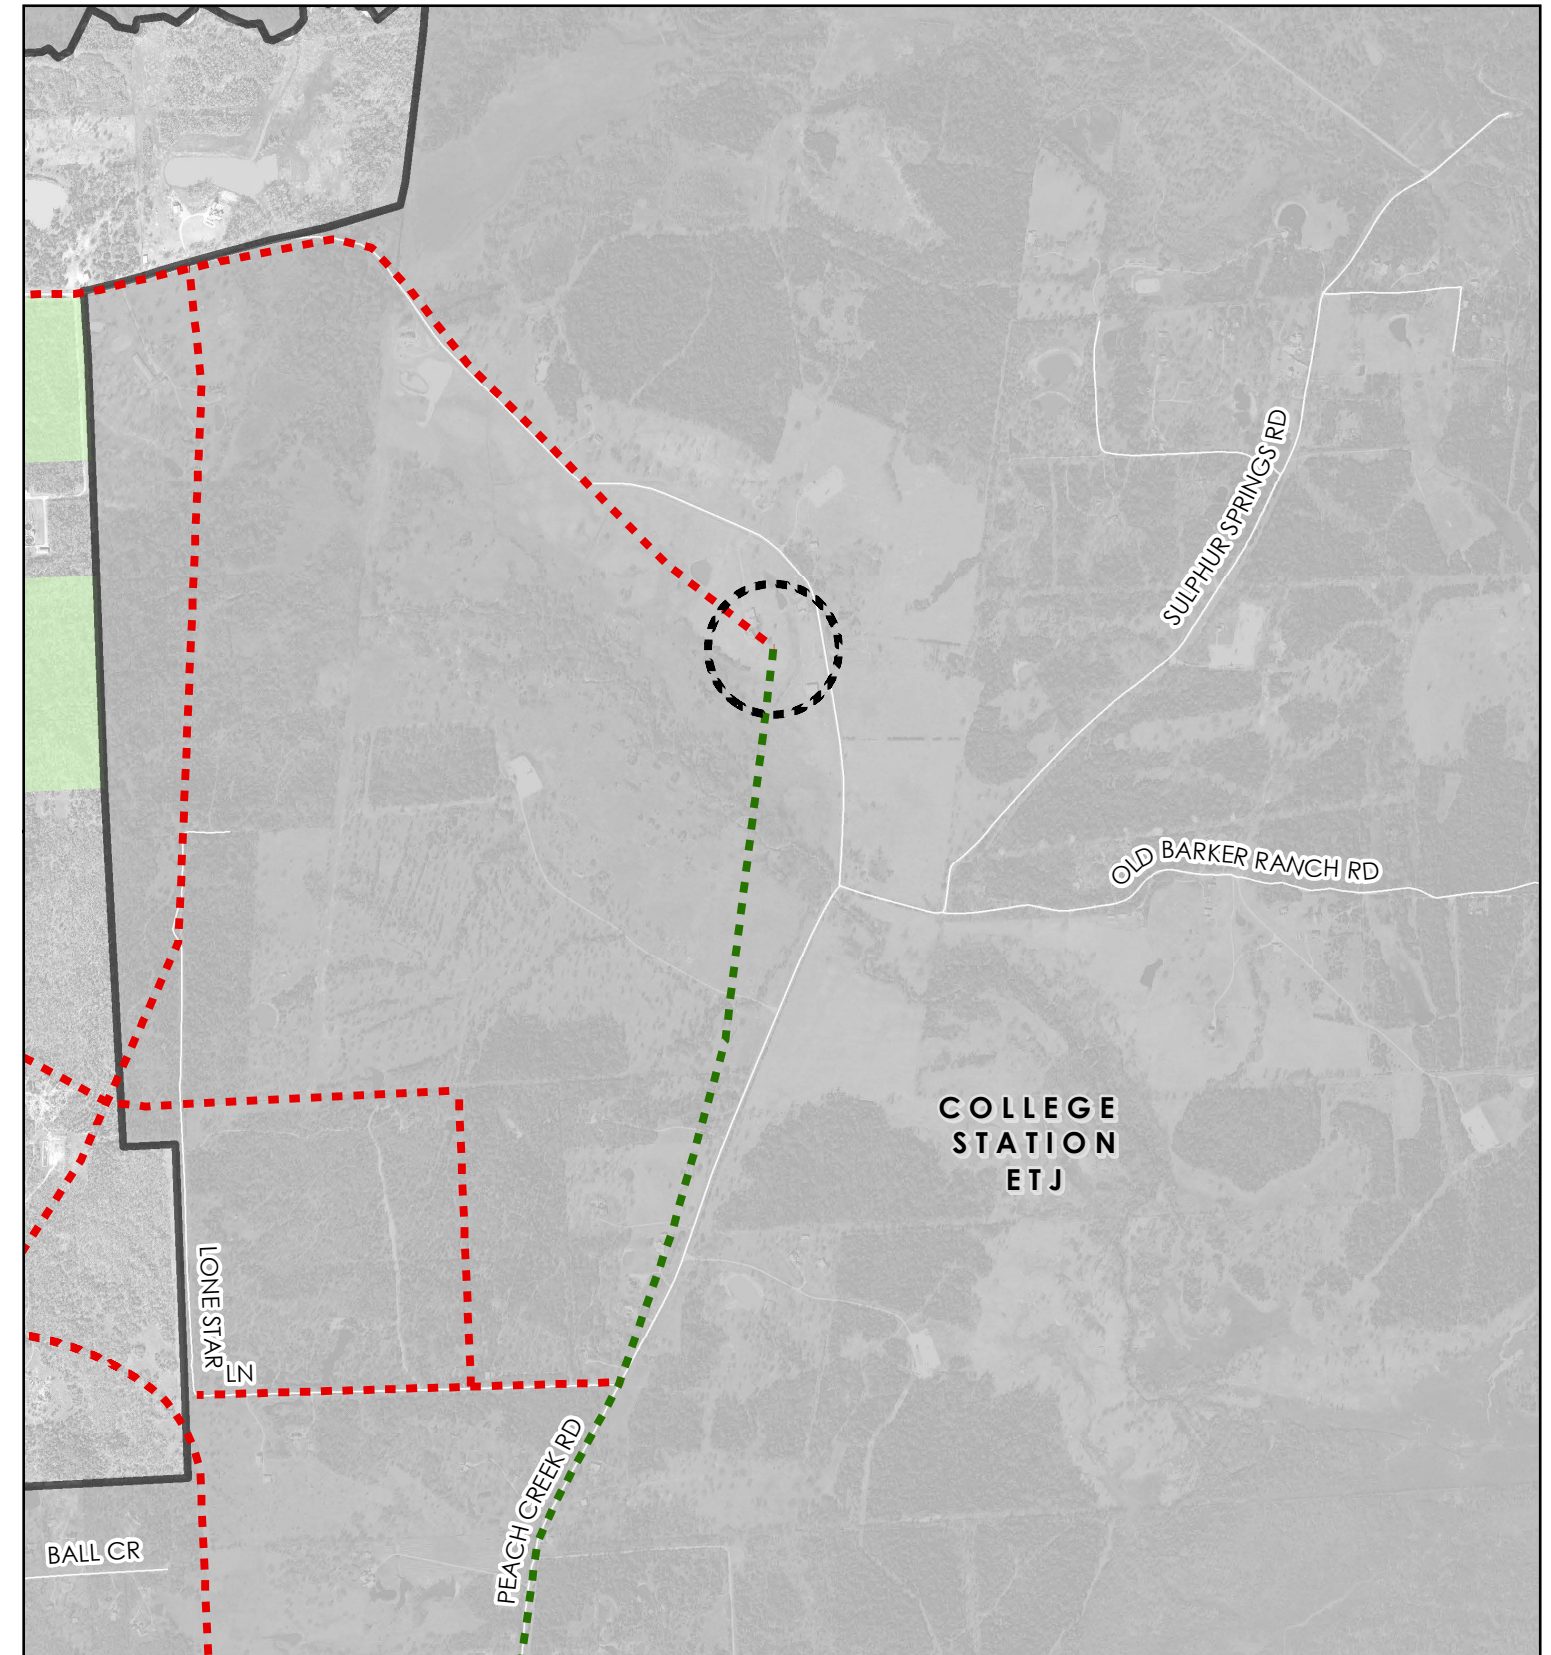 SULPHUR SPRINGS RD
OLD BARKER RANCH RD
COLLEGE
STATION
ETJ
LONE STAR
LN
PEACH CREEK RD
BALL CR